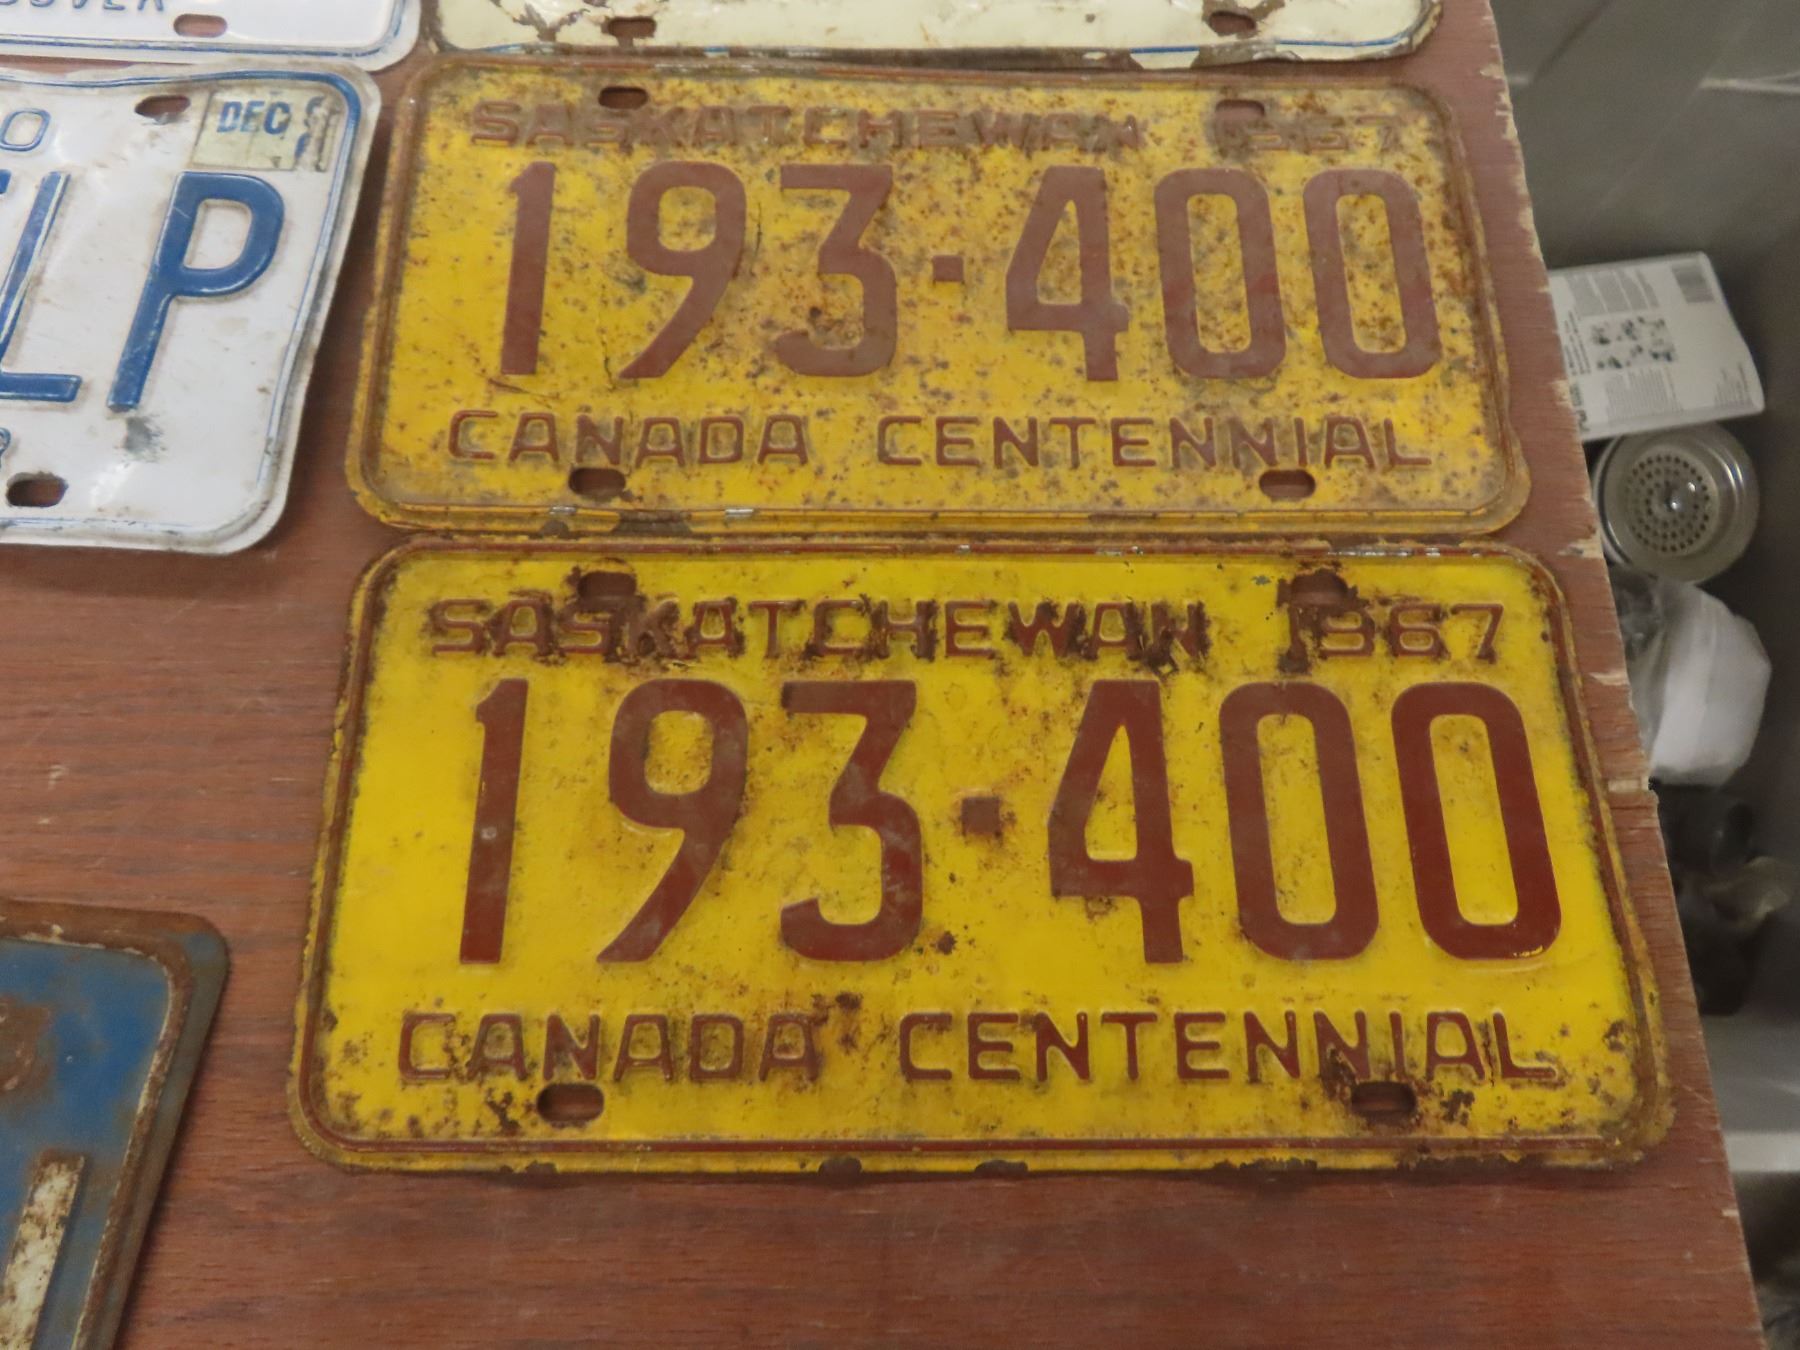 DEC
LP
SASKATCHEWAN 1967
193-400
CANADA CENTENNIAL
SASKATCHEWAN 1967
193-400
CANADA CENTENNIAL